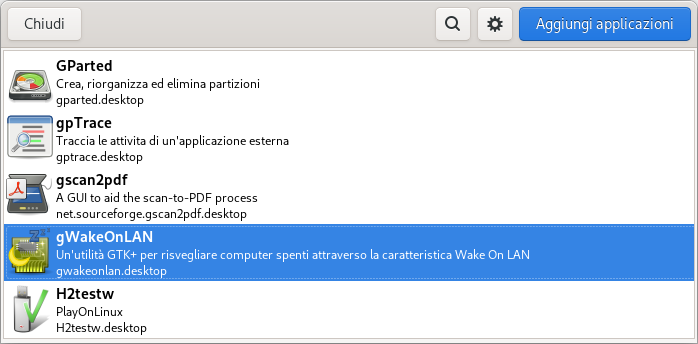 Chiudi
Aggiungi applicazioni
GParted
Crea, riorganizza ed elimina partizioni
gparted.desktop
gpTrace
Traccia le attivita di un'applicazione esterna
gptrace.desktop
gscan2pdf
A GUI to aid the scan-to-PDF process
net.sourceforge.gscan2pdf.desktop
gWakeOnLAN
Un'utilità GTK+ per risvegliare computer spenti attraverso la caratteristica Wake On LAN
gwakeonlan.desktop
H2testw
PlayOnLinux
H2testw.desktop